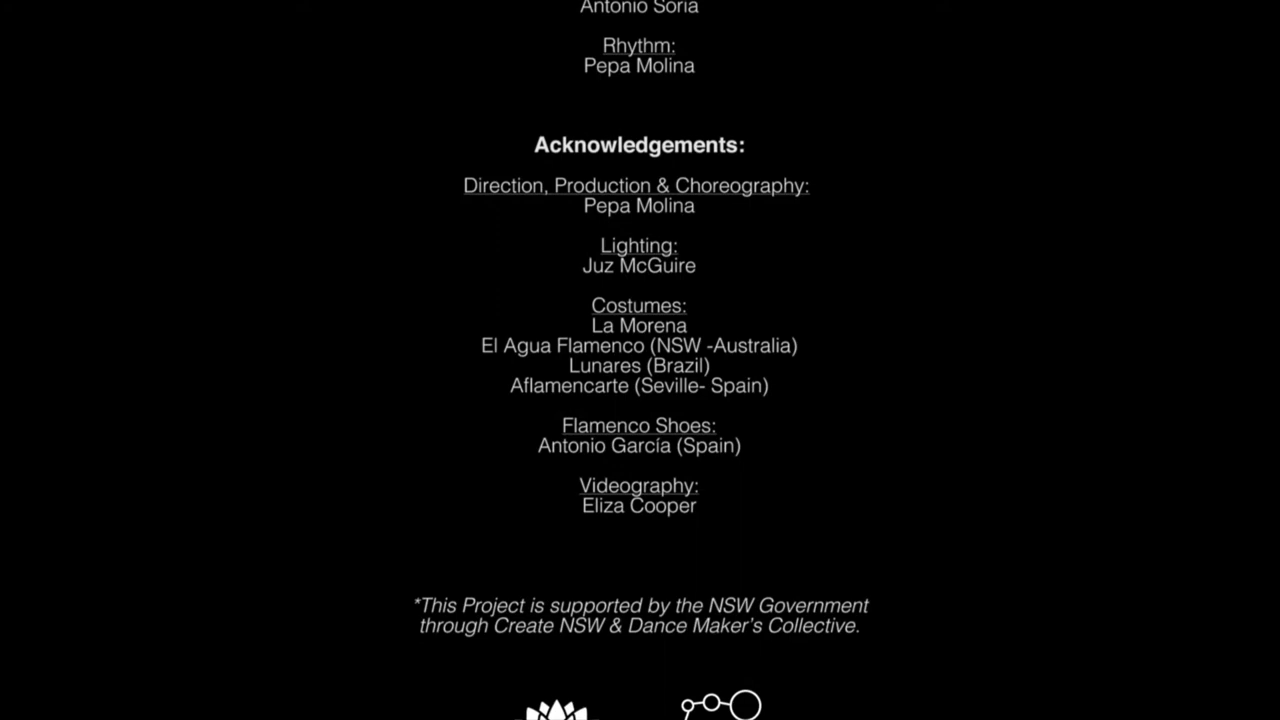 Antonio Soria
Rhythm:
Pepa Molina
Acknowledgements:
Direction, Production & Choreography:
Pepa Molina
Lighting:
Juz McGuire
Costumes:
La Morena
El Agua Flamenco (NSW -Australia)
Lunares (Brazil)
Aflamencarte (Seville- Spain)
Flamenco Shoes:
Antonio García (Spain)
Videography:
Eliza Cooper
*This Project is supported by the NSW Government
through Create NSW & Dance Maker's Collective.